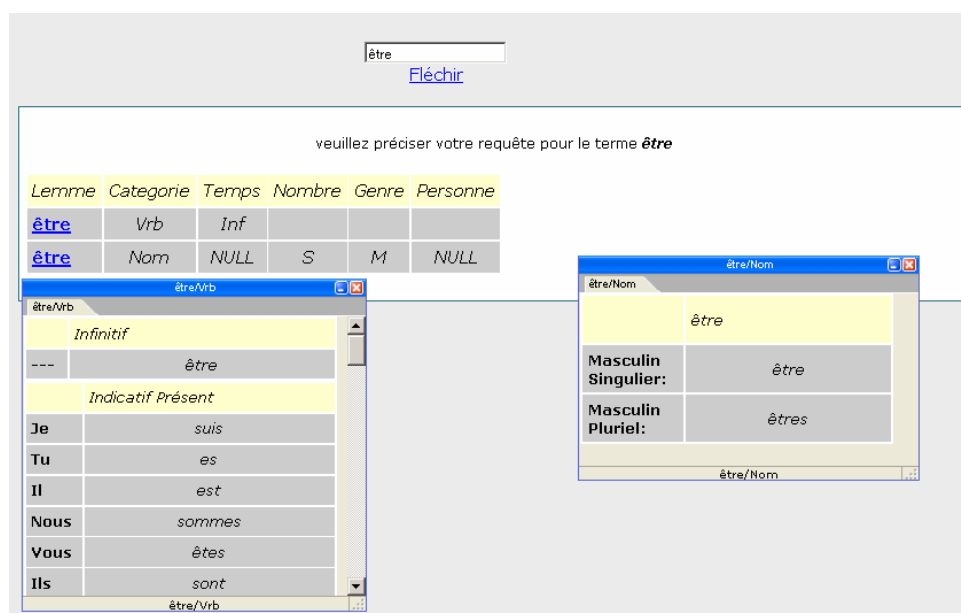 être
Fléchir
veuillez préciser votre requête pour le terme être
Lemme Categorie Temps Nombre Genre Personne
être Vrb Inf
être Nom NULL S M NULL
être/Vrb
être/Vrb
Infinitif
--- être
Indicatif Présent
Je suis
Tu es
Il est
Nous sommes
Vous êtes
Ils sont
être/Vrb
être/Nom
être/Nom
être
Masculin
Singulier: être
Masculin
Pluriel: êtres
être/Nom